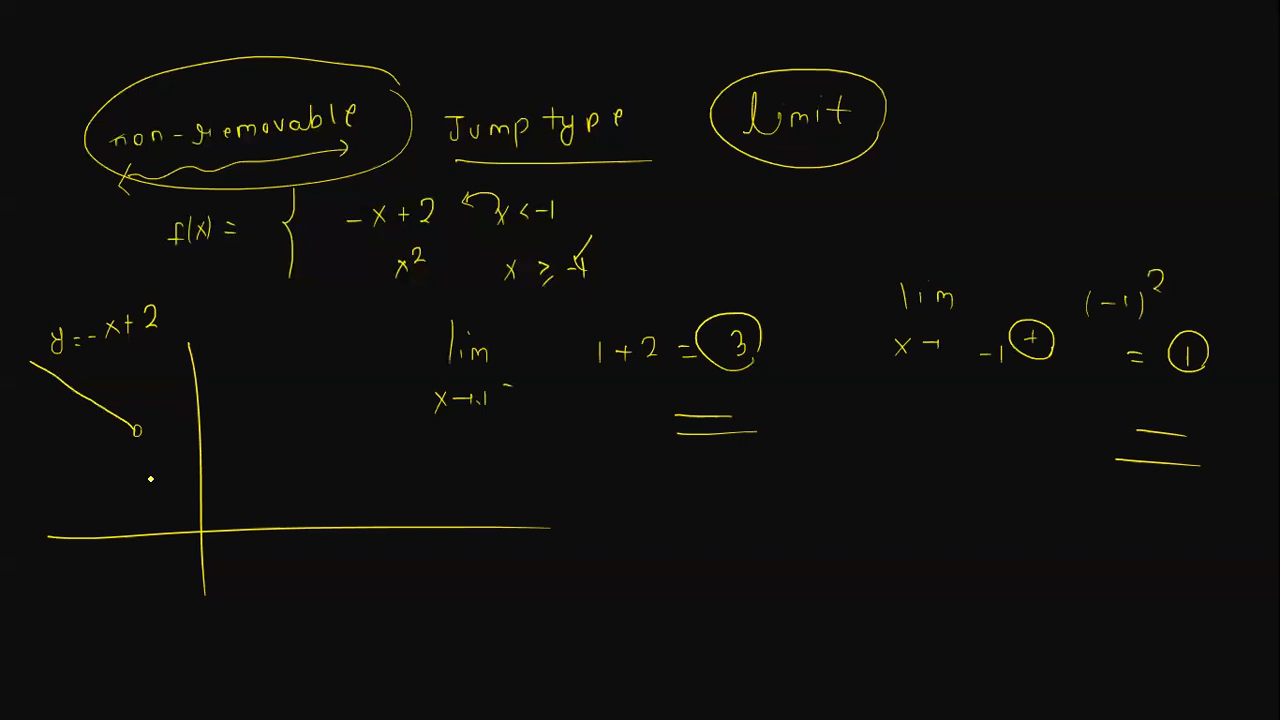 non-removable Jump type limit
f(x) = { -x+2 x < -1
x² x ≥ -1
y = -x+2
lim x→-1⁻ 1+2 = 3
lim x→-1⁺ (-1)² = 1